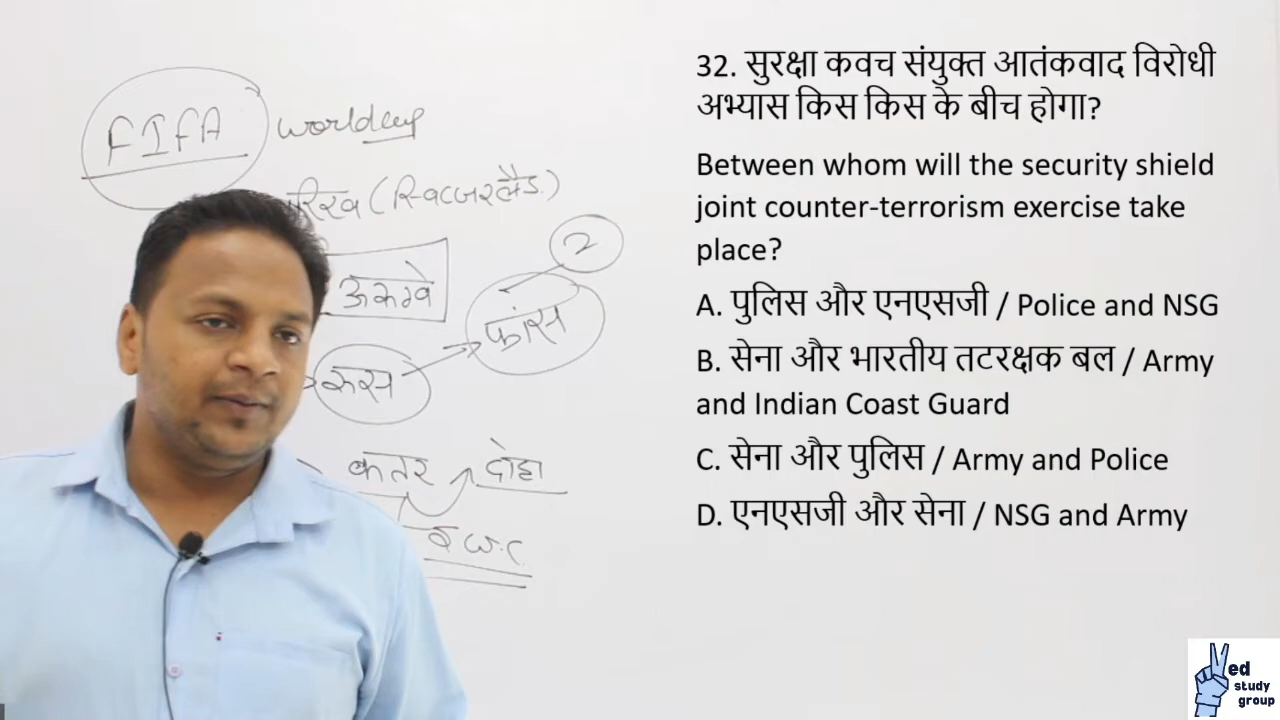 FIFA worldcup
(स्विटजरलैंड)
2
फ्रांस
रूस
कतर दोहा
W.C.
32. सुरक्षा कवच संयुक्त आतंकवाद विरोधी
अभ्यास किस किस के बीच होगा?
Between whom will the security shield
joint counter-terrorism exercise take
place?
A. पुलिस और एनएसजी / Police and NSG
B. सेना और भारतीय तटरक्षक बल / Army
and Indian Coast Guard
C. सेना और पुलिस / Army and Police
D. एनएसजी और सेना / NSG and Army
Ved
study
group